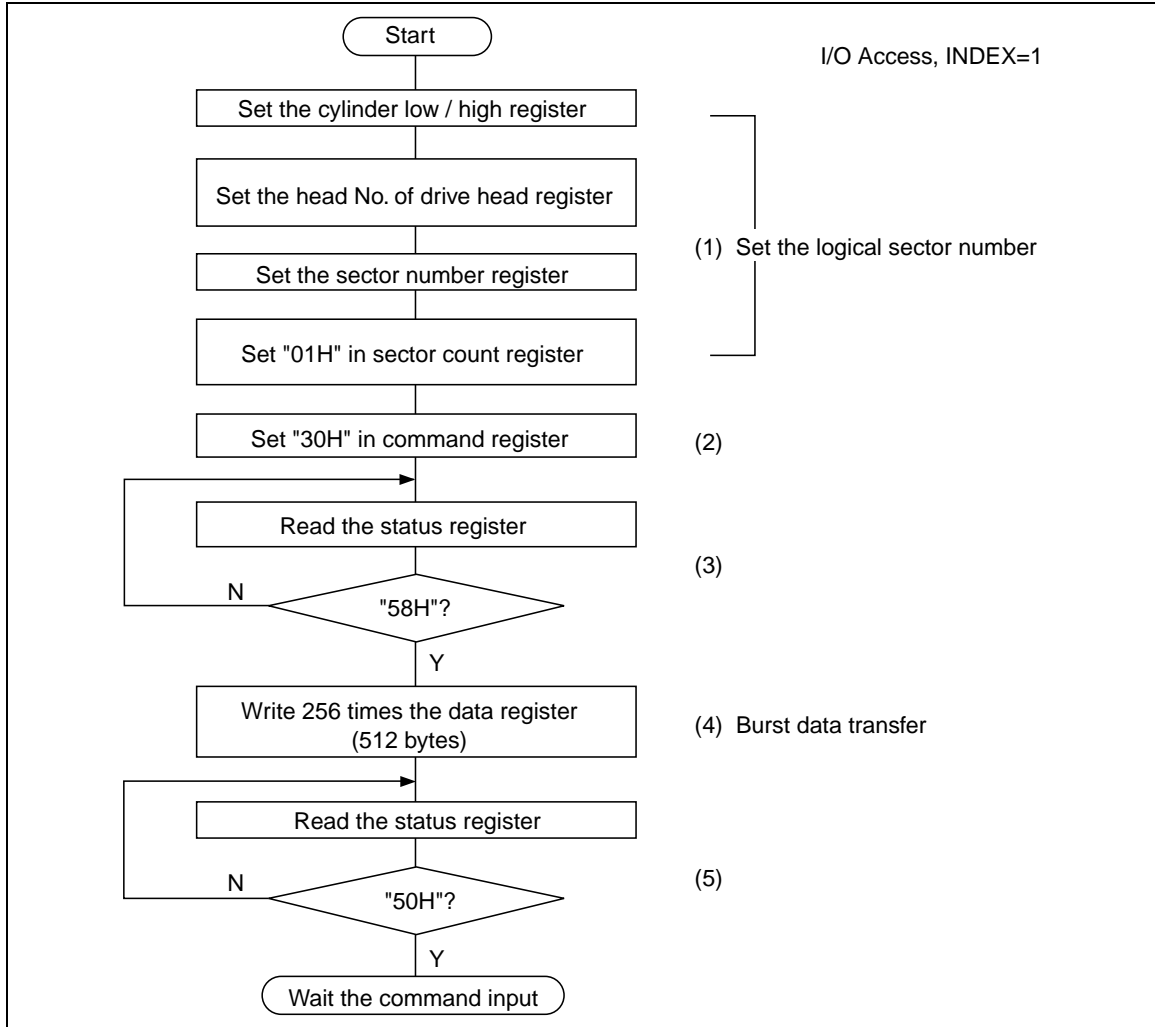 Start
I/O Access, INDEX=1
Set the cylinder low / high register
Set the head No. of drive head register
(1) Set the logical sector number
Set the sector number register
Set "01H" in sector count register
Set "30H" in command register
(2)
Read the status register
(3)
N
"58H"?
Y
Write 256 times the data register
(512 bytes)
(4) Burst data transfer
Read the status register
N
(5)
"50H"?
Y
Wait the command input